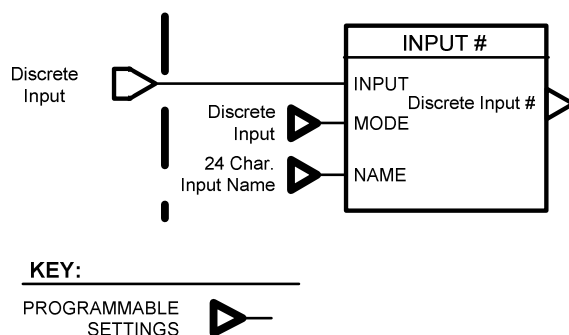 INPUT #
Discrete
Input
INPUT
Discrete Input #
Discrete
Input
MODE
24 Char.
Input Name
NAME
KEY:
PROGRAMMABLE
SETTINGS